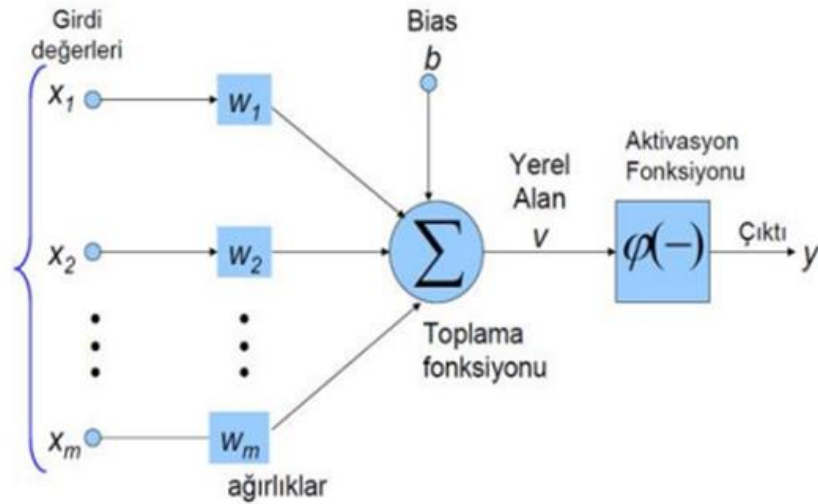 Girdi
değerleri
x1
w1
Bias
b
x2
w2
∑
Yerel
Alan
v
Aktivasyon
Fonksiyonu
φ(−)
Çıktı
y
Toplama
fonksiyonu
xm
wm
ağırlıklar